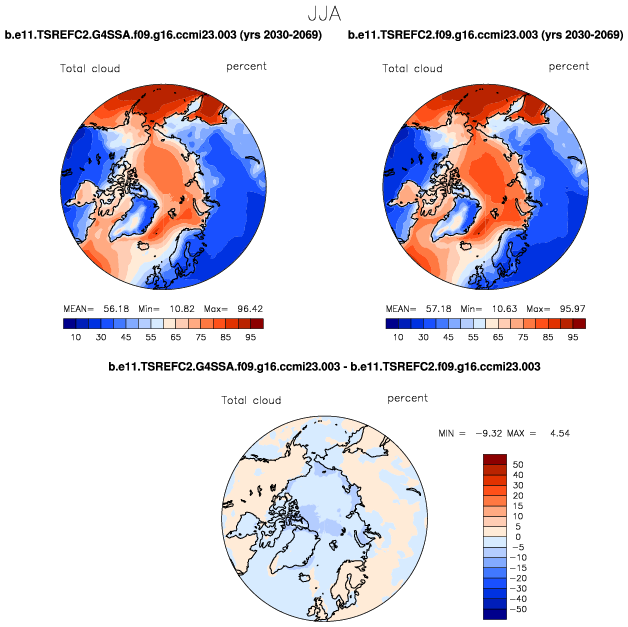 JJA
b.e11.TSREFC2.G4SSA.f09.g16.ccmi23.003 (yrs 2030-2069)
b.e11.TSREFC2.f09.g16.ccmi23.003 (yrs 2030-2069)
Total cloud percent
Total cloud percent
MEAN= 56.18 Min= 10.82 Max= 96.42
MEAN= 57.18 Min= 10.63 Max= 95.97
10 30 45 55 65 75 85 95
10 30 45 55 65 75 85 95
b.e11.TSREFC2.G4SSA.f09.g16.ccmi23.003 - b.e11.TSREFC2.f09.g16.ccmi23.003
Total cloud percent
MIN = -9.32 MAX = 4.54
50
40
30
20
15
10
5
0
-5
-10
-15
-20
-30
-40
-50